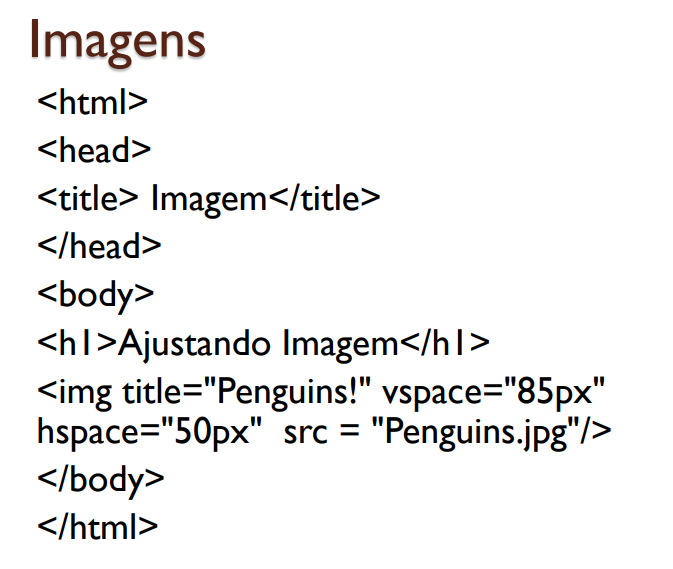 Imagens
<html>
<head>
<title> Imagem</title>
</head>
<body>
<h1>Ajustando Imagem</h1>
<img title="Penguins!" vspace="85px"
hspace="50px"  src = "Penguins.jpg"/>
</body>
</html>